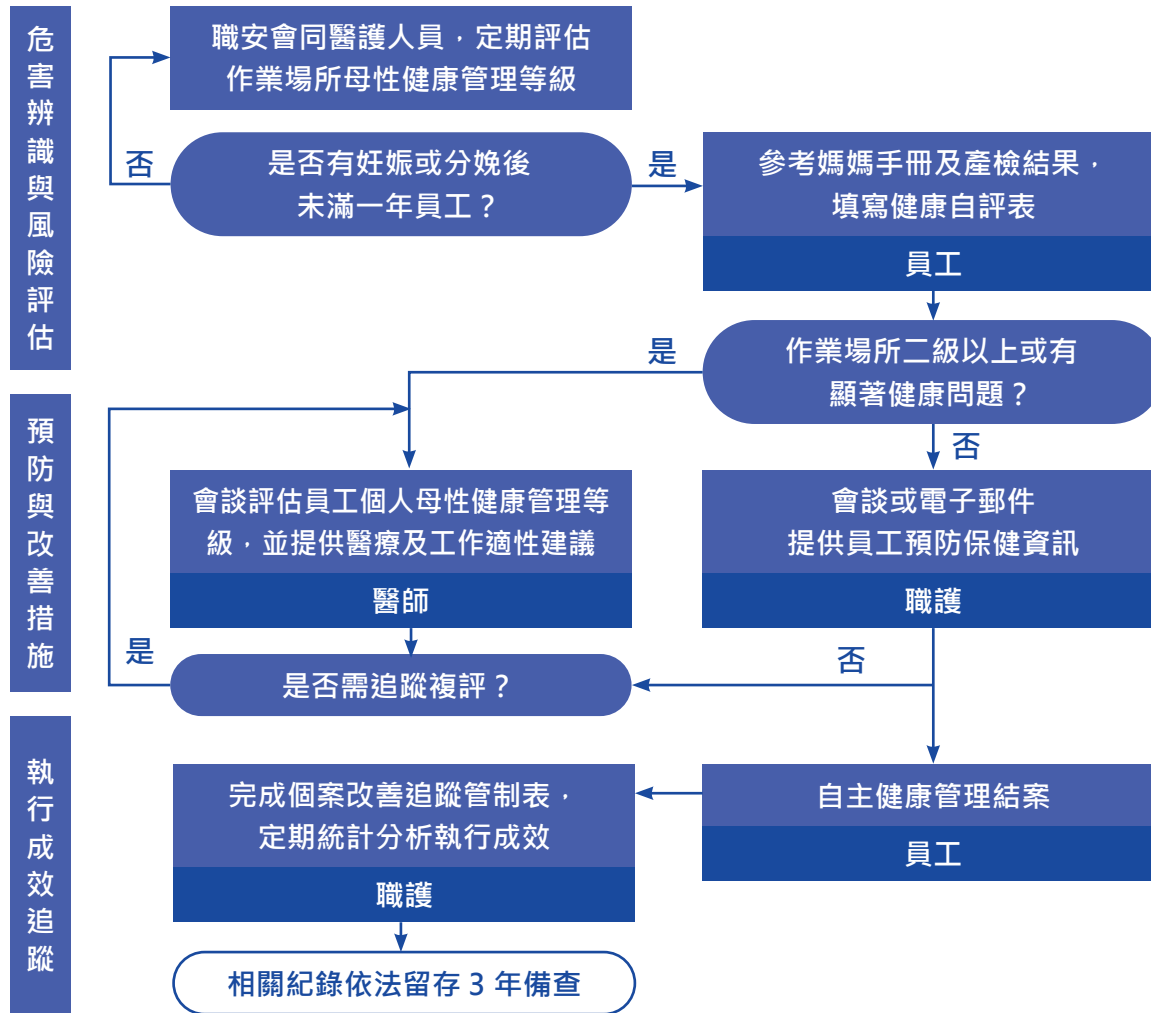 危害辨識與風險評估
職安會同醫護人員，定期評估
作業場所母性健康管理等級
否
是否有妊娠或分娩後
未滿一年員工？
是
參考媽媽手冊及產檢結果，
填寫健康自評表
員工
作業場所二級以上或有
顯著健康問題？
是
否
預防與改善措施
會談評估員工個人母性健康管理等
級，並提供醫療及工作適性建議
醫師
會談或電子郵件
提供員工預防保健資訊
職護
是
是否需追蹤複評？
否
執行成效追蹤
完成個案改善追蹤管制表，
定期統計分析執行成效
職護
自主健康管理結案
員工
相關紀錄依法留存 3 年備查